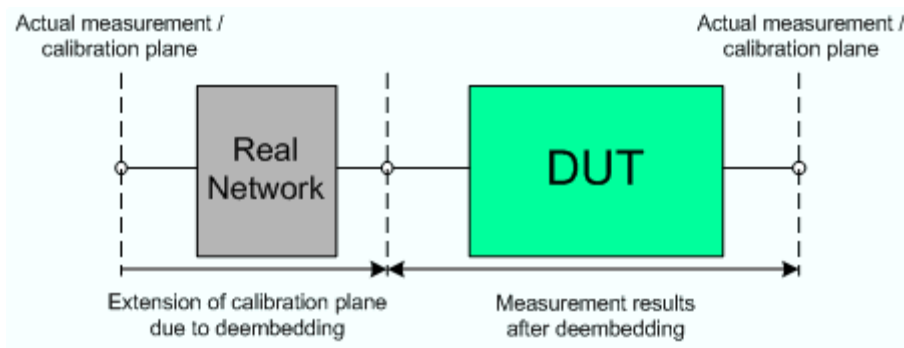 Actual measurement /
calibration plane
Actual measurement /
calibration plane
Real
Network
DUT
Extension of calibration plane
due to deembedding
Measurement results
after deembedding